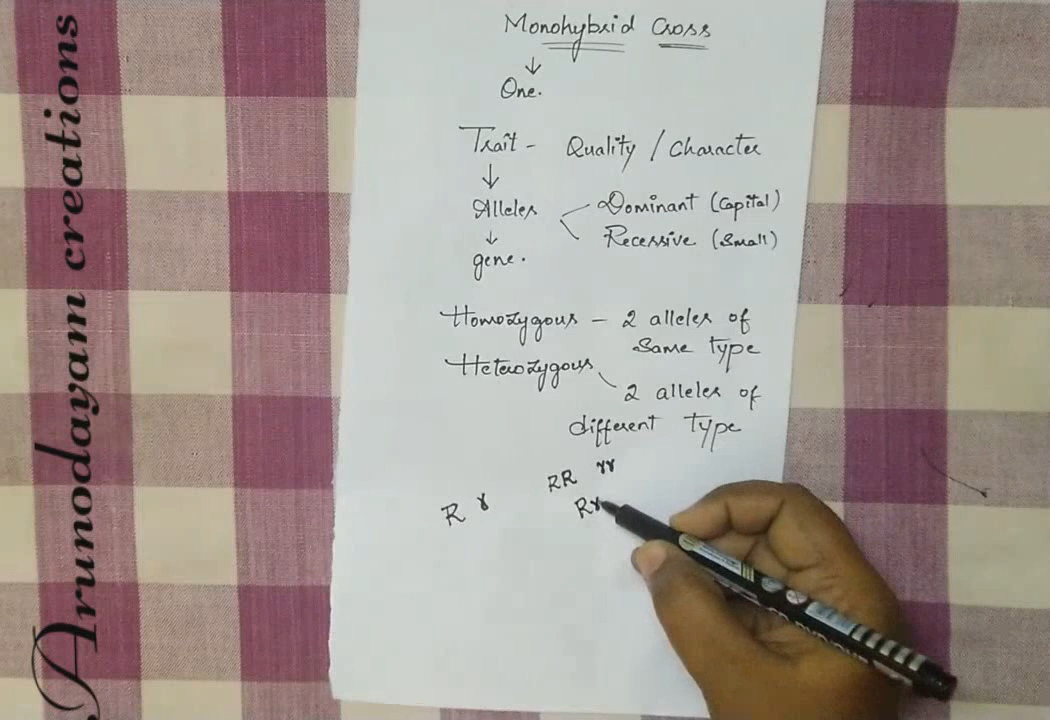 Arunodayam creations
Monohybrid Cross
↓
One.
Trait - Quality / Character
↓
Alleles Dominant (Capital)
Recessive (Small)
↓
gene.
Homozygous - 2 alleles of
Same type
Heterozygous
2 alleles of
different type
RR rr
R r Rr